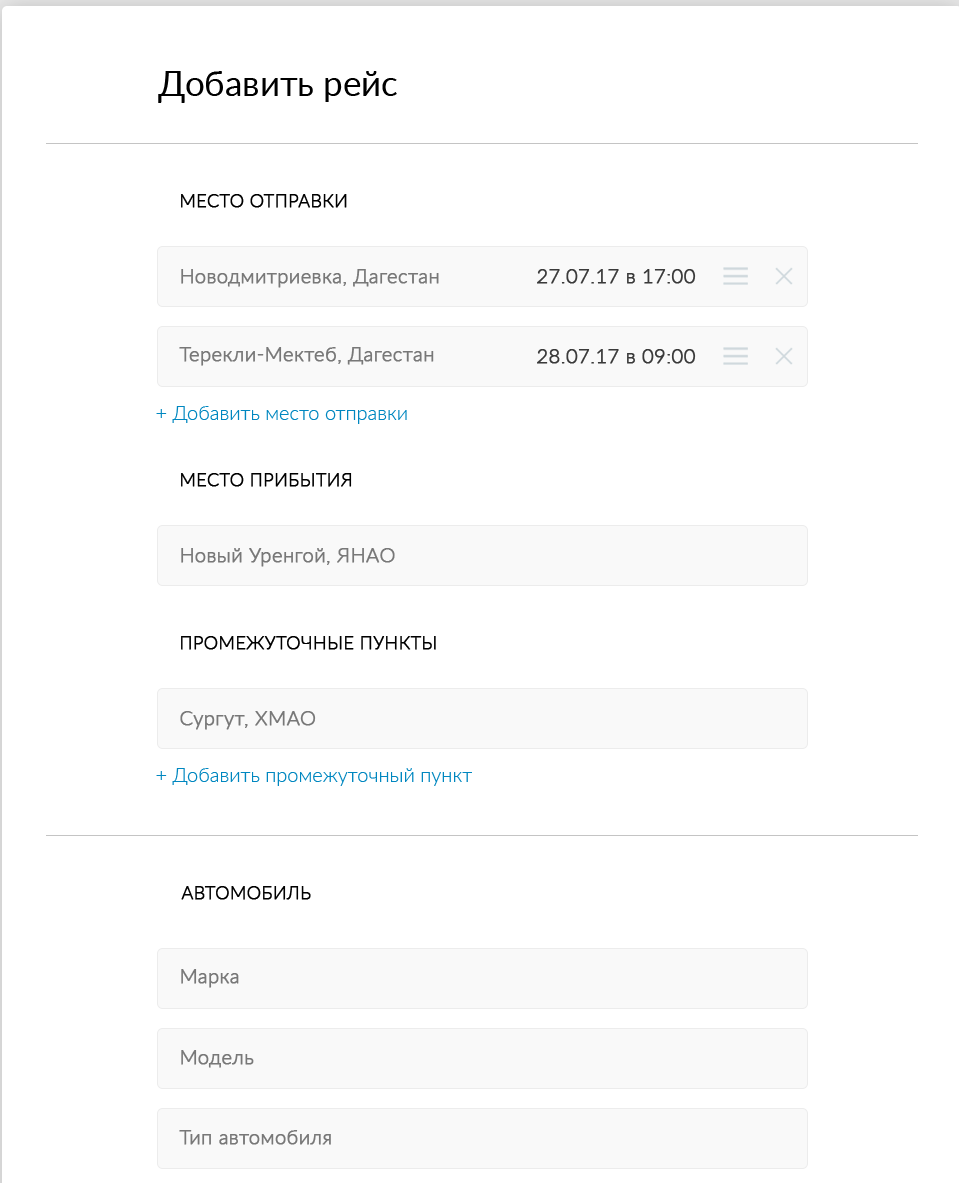 Добавить рейс
МЕСТО ОТПРАВКИ
Новодмитриевка, Дагестан 27.07.17 в 17:00
Терекли-Мектеб, Дагестан 28.07.17 в 09:00
+ Добавить место отправки
МЕСТО ПРИБЫТИЯ
Новый Уренгой, ЯНАО
ПРОМЕЖУТОЧНЫЕ ПУНКТЫ
Сургут, ХМАО
+ Добавить промежуточный пункт
АВТОМОБИЛЬ
Марка
Модель
Тип автомобиля